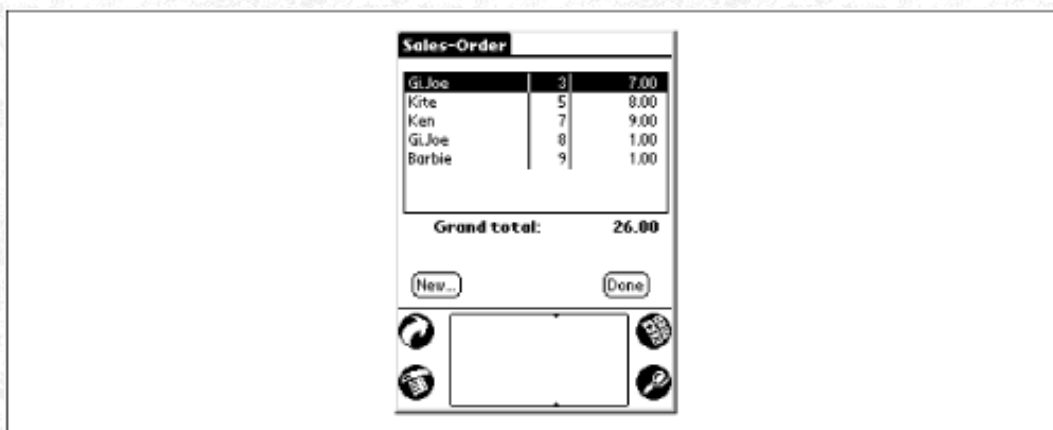 Sales-Order
GI.Joe 3 7.00
Kite 5 8.00
Ken 7 9.00
GI.Joe 8 1.00
Barbie 9 1.00
Grand total: 26.00
New... Done